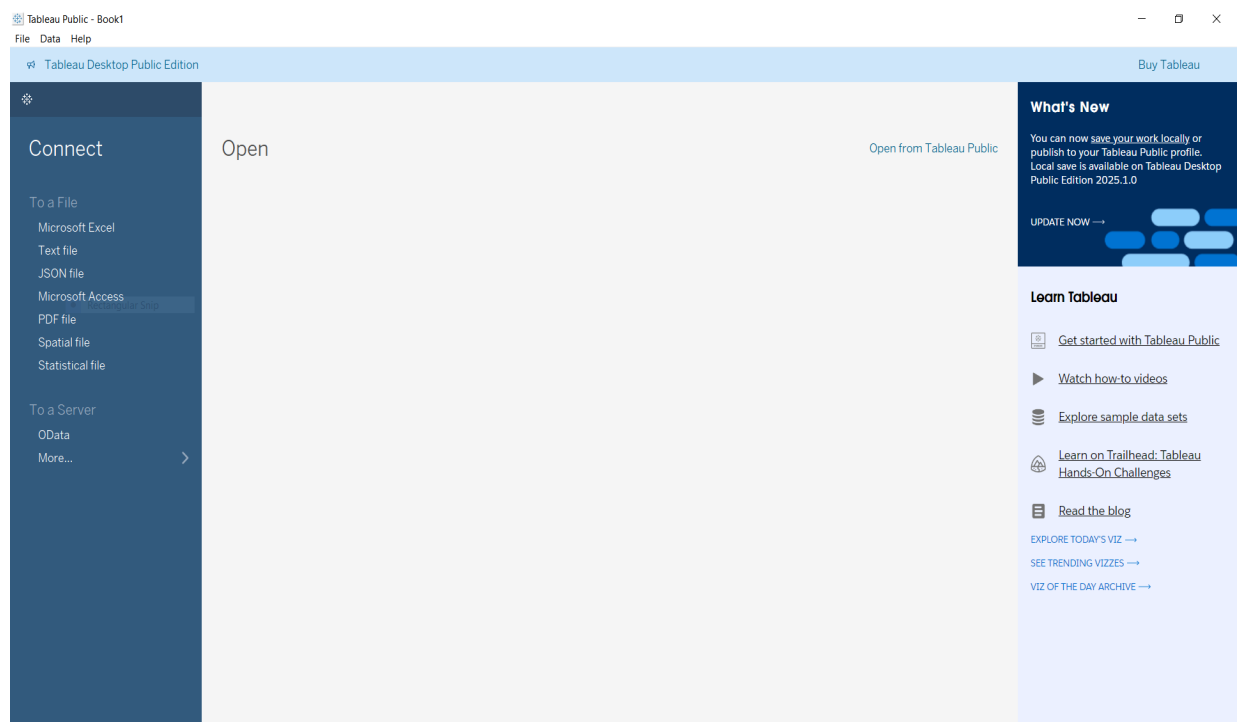 Tableau Public - Book1
File Data Help
Tableau Desktop Public Edition
Buy Tableau
Connect
To a File
Microsoft Excel
Text file
JSON file
Microsoft Access
Rectangular Snip
PDF file
Spatial file
Statistical file
To a Server
OData
More...
Open
Open from Tableau Public
What's New
You can now save your work locally or
publish to your Tableau Public profile.
Local save is available on Tableau Desktop
Public Edition 2025.1.0
UPDATE NOW →
Learn Tableau
Get started with Tableau Public
Watch how-to videos
Explore sample data sets
Learn on Trailhead: Tableau
Hands-On Challenges
Read the blog
EXPLORE TODAY'S VIZ →
SEE TRENDING VIZZES →
VIZ OF THE DAY ARCHIVE →